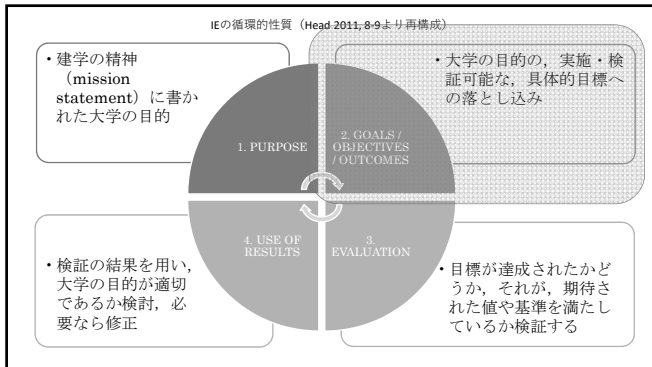 IEの循環的性質（Head 2011, 8-9より再構成）
・建学の精神
（mission
statement）に書か
れた大学の目的
・大学の目的の，実施・検
証可能な，具体的目標へ
の落とし込み
1. PURPOSE
2. GOALS /
OBJECTIVES
/ OUTCOMES
4. USE OF
RESULTS
3.
EVALUATION
・検証の結果を用い，
大学の目的が適切
であるか検討，必
要なら修正
・目標が達成されたかど
うか，それが，期待さ
れた値や基準を満たし
ているか検証する